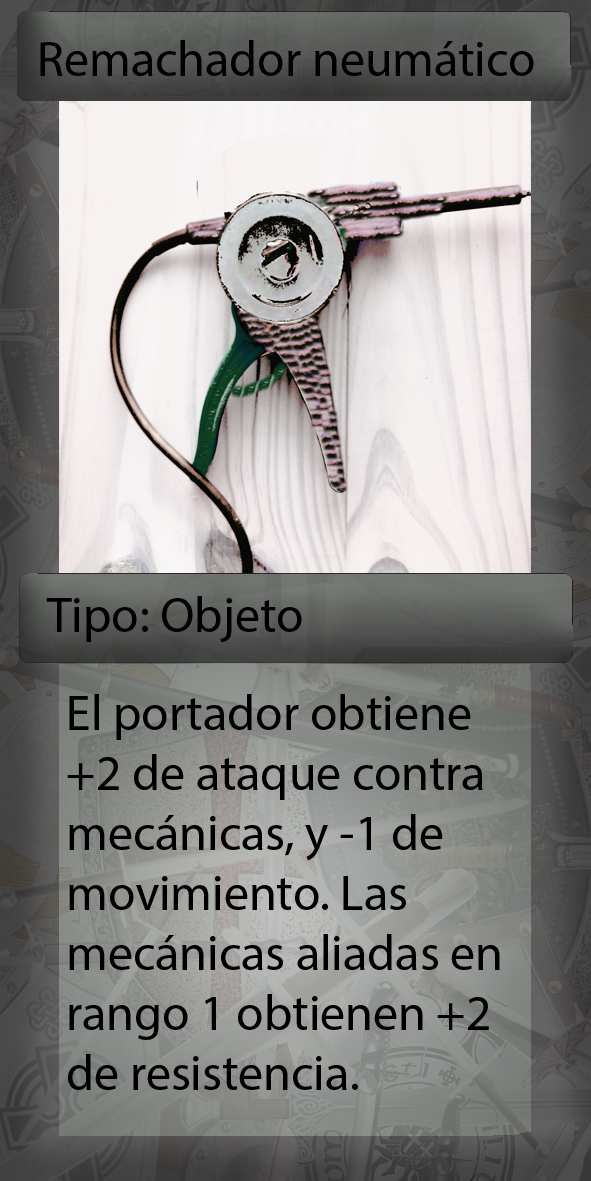 Remachador neumático
Tipo: Objeto
El portador obtiene
+2 de ataque contra
mecánicas, y -1 de
movimiento. Las
mecánicas aliadas en
rango 1 obtienen +2
de resistencia.